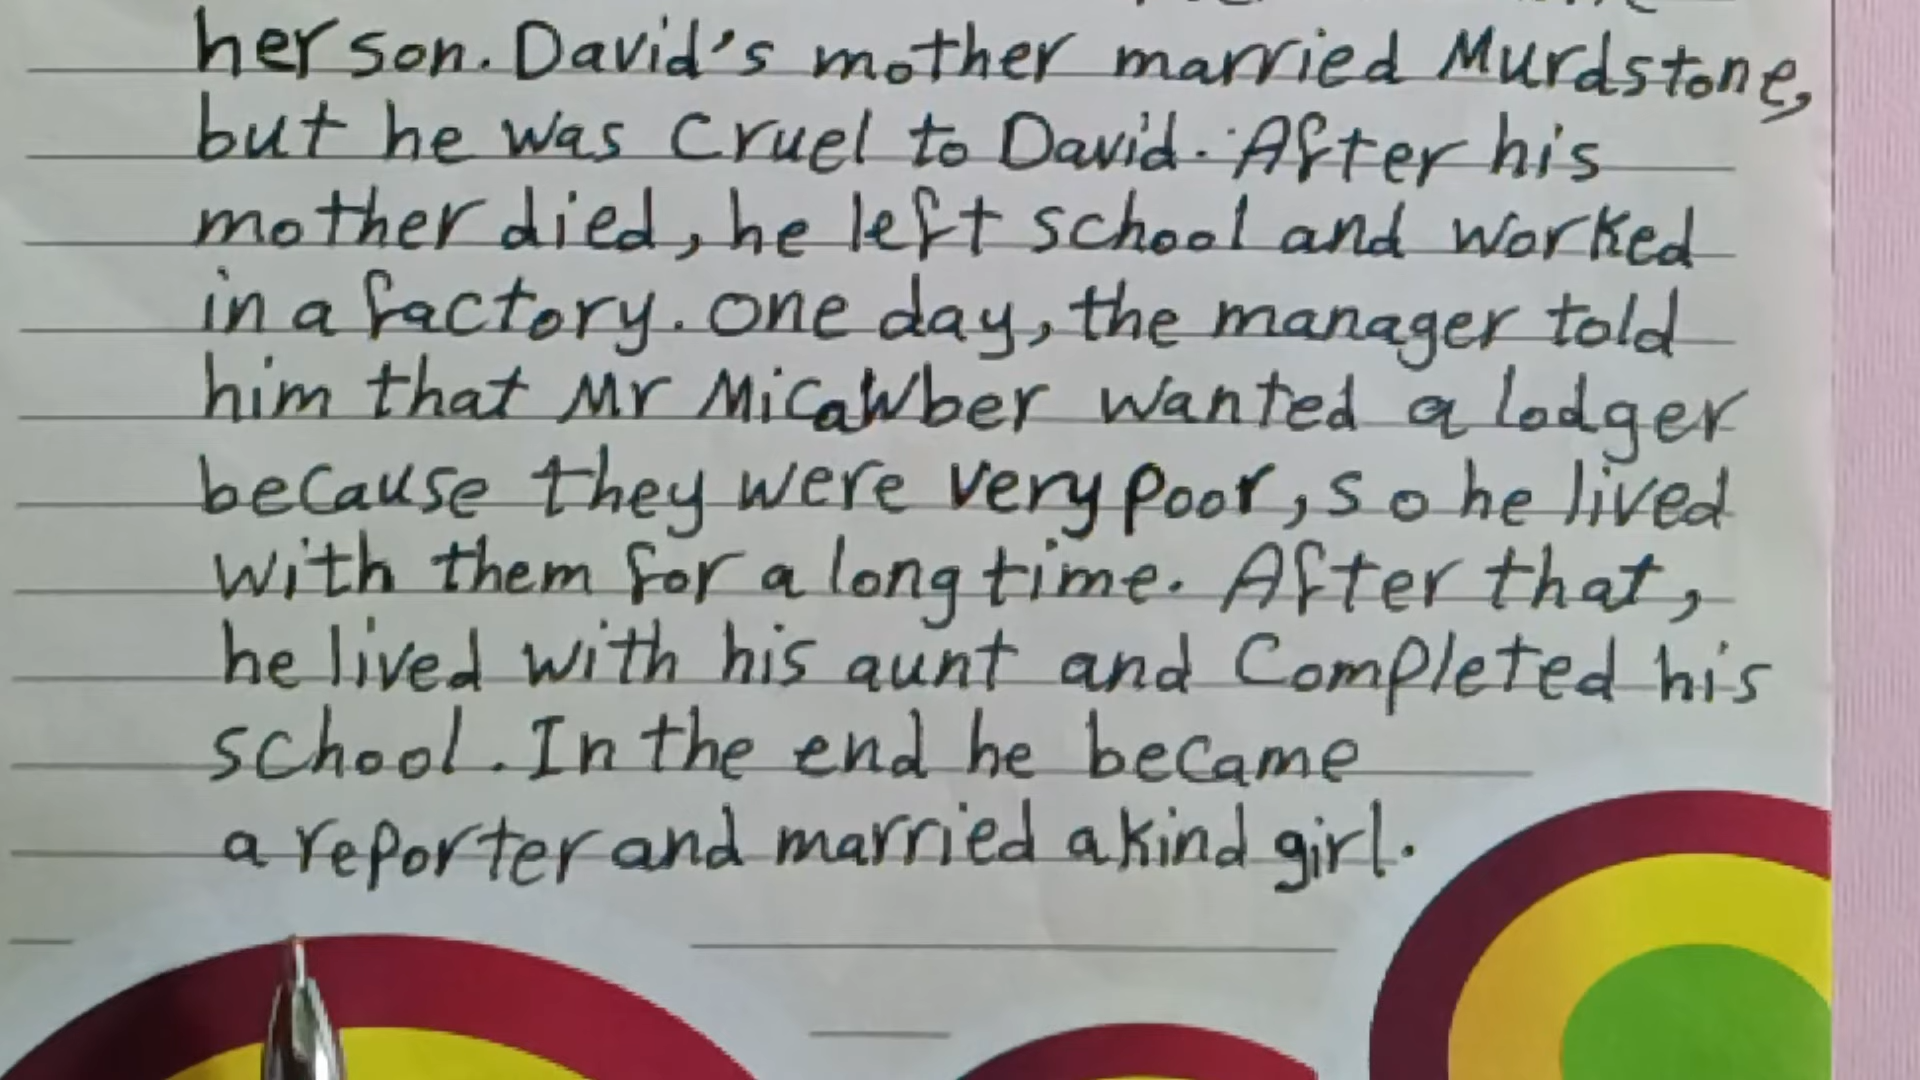 her son. David's mother married Murdstone,
but he was Cruel to David. After his
mother died, he left school and worked
in a factory. One day, the manager told
him that Mr Micawber wanted a lodger
because they were very poor, so he lived
with them for a long time. After that,
he lived with his aunt and Completed his
school. In the end he became
a reporter and married a kind girl.